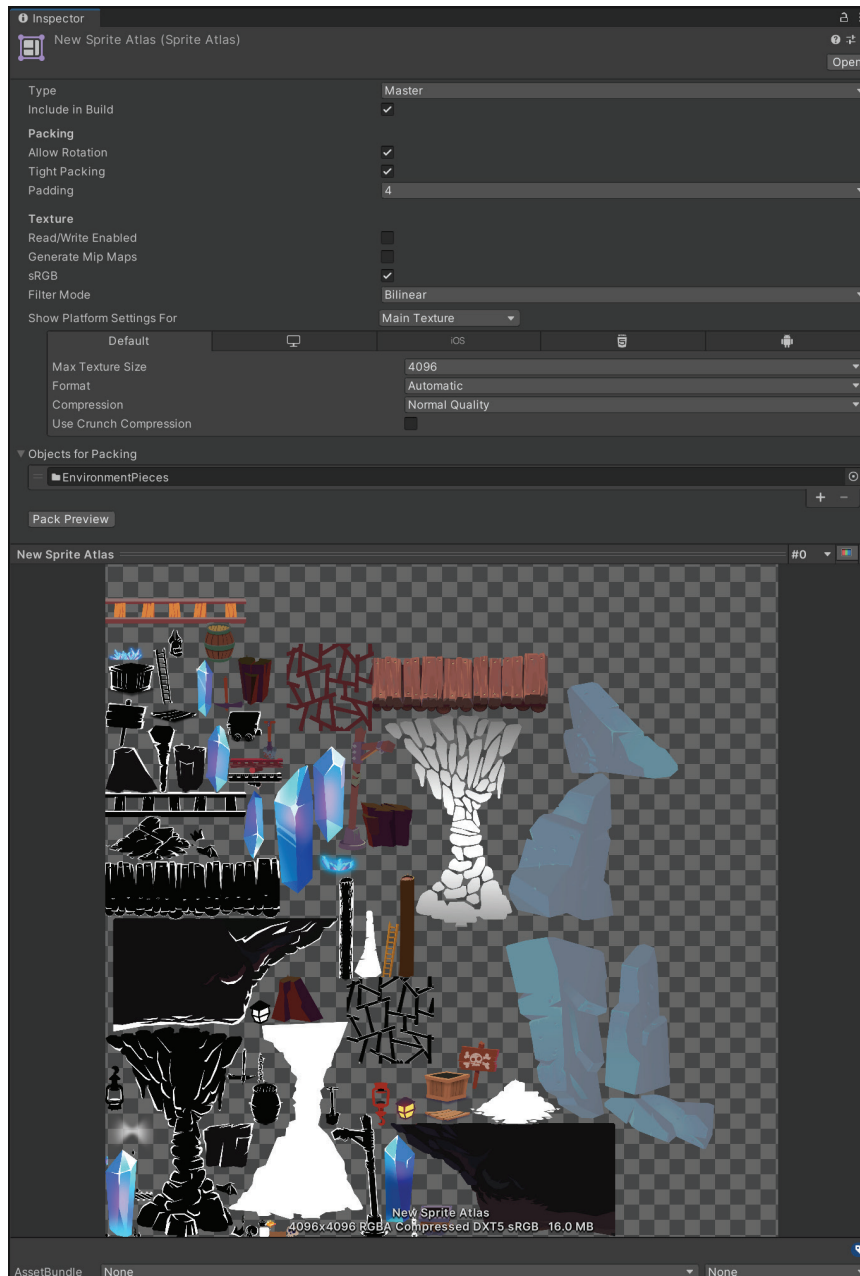 Inspector
New Sprite Atlas (Sprite Atlas)
Open
Type Master
Include in Build
Packing
Allow Rotation
Tight Packing
Padding 4
Texture
Read/Write Enabled
Generate Mip Maps
sRGB
Filter Mode Bilinear
Show Platform Settings For Main Texture
Default iOS
Max Texture Size 4096
Format Automatic
Compression Normal Quality
Use Crunch Compression
Objects for Packing
EnvironmentPieces
Pack Preview
New Sprite Atlas #0
New Sprite Atlas
4096x4096 RGBA Compressed DXT5 sRGB 16.0 MB
AssetBundle None None